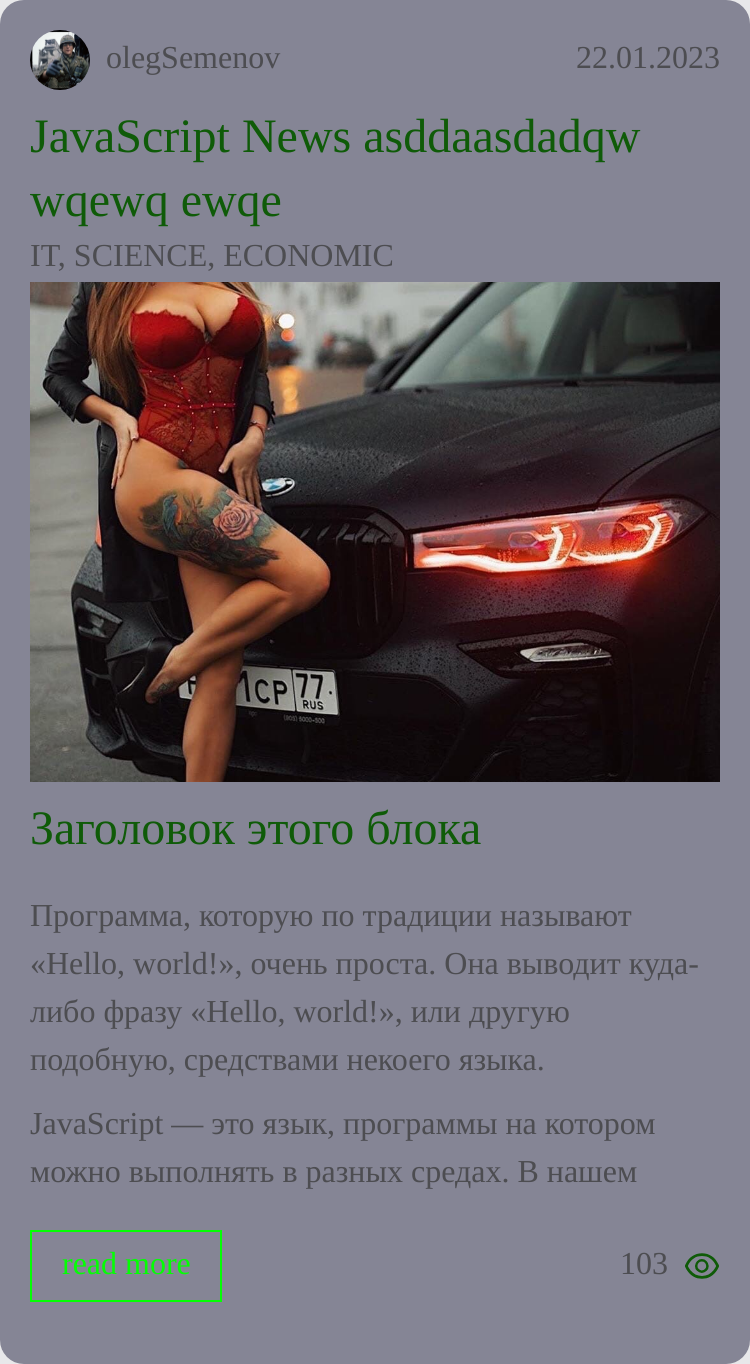 olegSemenov 22.01.2023
JavaScript News asddaasdadqw
wqewq ewqe
IT, SCIENCE, ECONOMIC
1CP 77
RUS
Заголовок этого блока
Программа, которую по традиции называют
«Hello, world!», очень проста. Она выводит куда-
либо фразу «Hello, world!», или другую
подобную, средствами некоего языка.
JavaScript — это язык, программы на котором
можно выполнять в разных средах. В нашем
read more 103